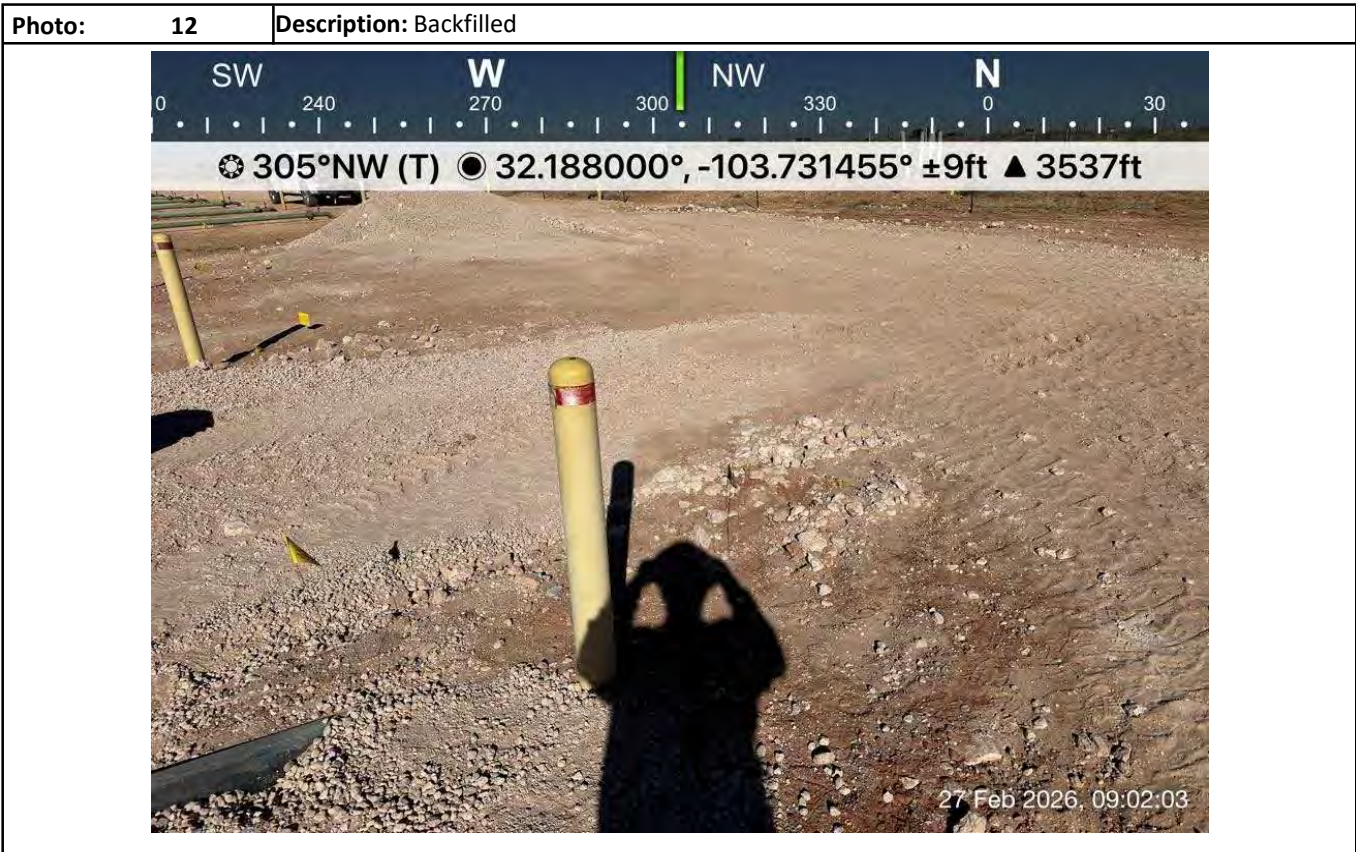 Photo: 12 Description: Backfilled
SW W NW N
0 240 270 300 330 0 30
305°NW (T) 32.188000°, -103.731455° ±9ft ▲ 3537ft
27 Feb 2026, 09:02:03